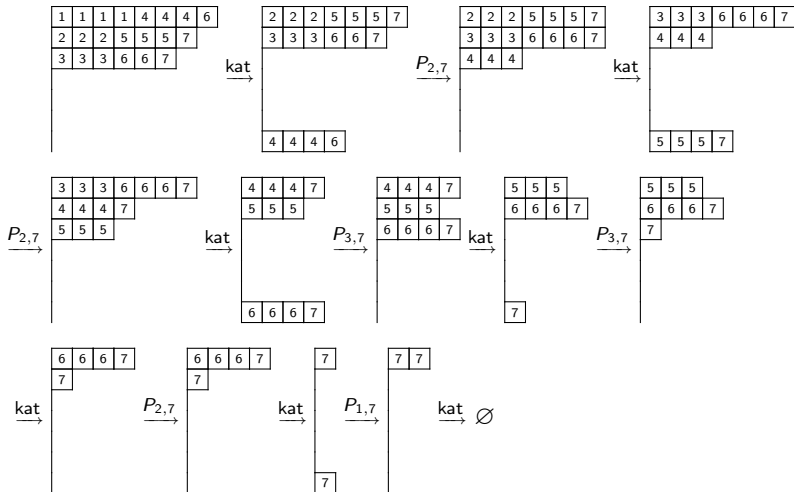 1 1 1 1 4 4 4 6 2 2 2 5 5 5 7 2 2 2 5 5 5 7 3 3 3 6 6 6 7
2 2 2 5 5 5 7 3 3 3 6 6 7 3 3 3 6 6 6 7 4 4 4
3 3 3 6 6 7 4 4 4
kat → P2,7 → kat →
4 4 4 6 5 5 5 7
3 3 3 6 6 6 7 4 4 4 7 4 4 4 7 5 5 5 5 5 5
4 4 4 7 5 5 5 5 5 5 6 6 6 7 6 6 6 7
5 5 5 6 6 6 7 7
P2,7 → kat → P3,7 → kat → P3,7 →
6 6 6 7 7
6 6 6 7 6 6 6 7 7 7 7
7 7
kat → P2,7 → kat → P1,7 → kat → ∅
7